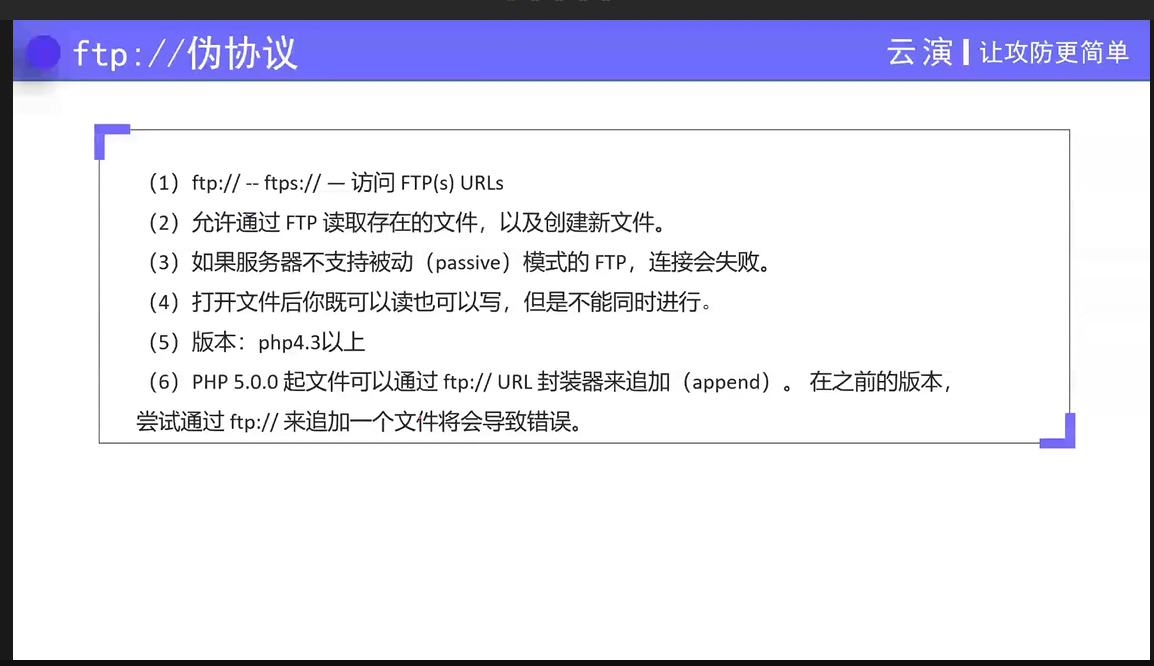 ftp://伪协议
云演 | 让攻防更简单
（1）ftp:// -- ftps:// — 访问 FTP(s) URLs
（2）允许通过 FTP 读取存在的文件，以及创建新文件。
（3）如果服务器不支持被动（passive）模式的 FTP，连接会失败。
（4）打开文件后你既可以读也可以写，但是不能同时进行。
（5）版本：php4.3以上
（6）PHP 5.0.0 起文件可以通过 ftp:// URL 封装器来追加（append）。 在之前的版本，
尝试通过 ftp:// 来追加一个文件将会导致错误。